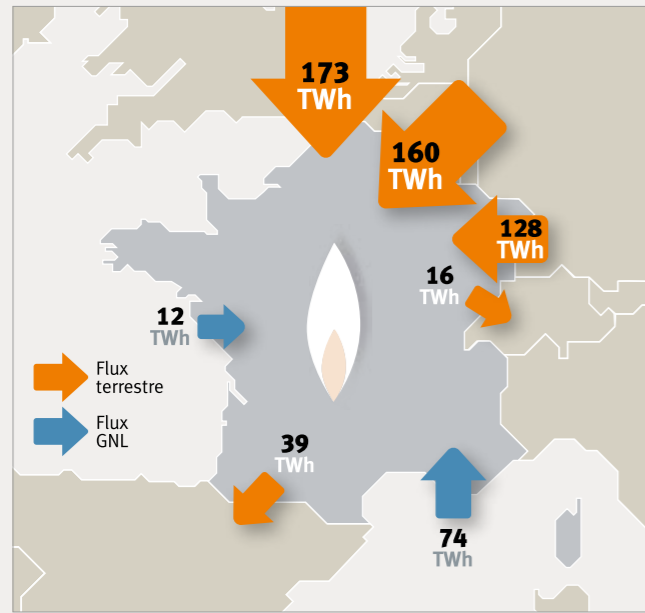 173
TWh
160
TWh
128
TWh
16
TWh
12
TWh
Flux
terrestre
Flux
GNL
39
TWh
74
TWh